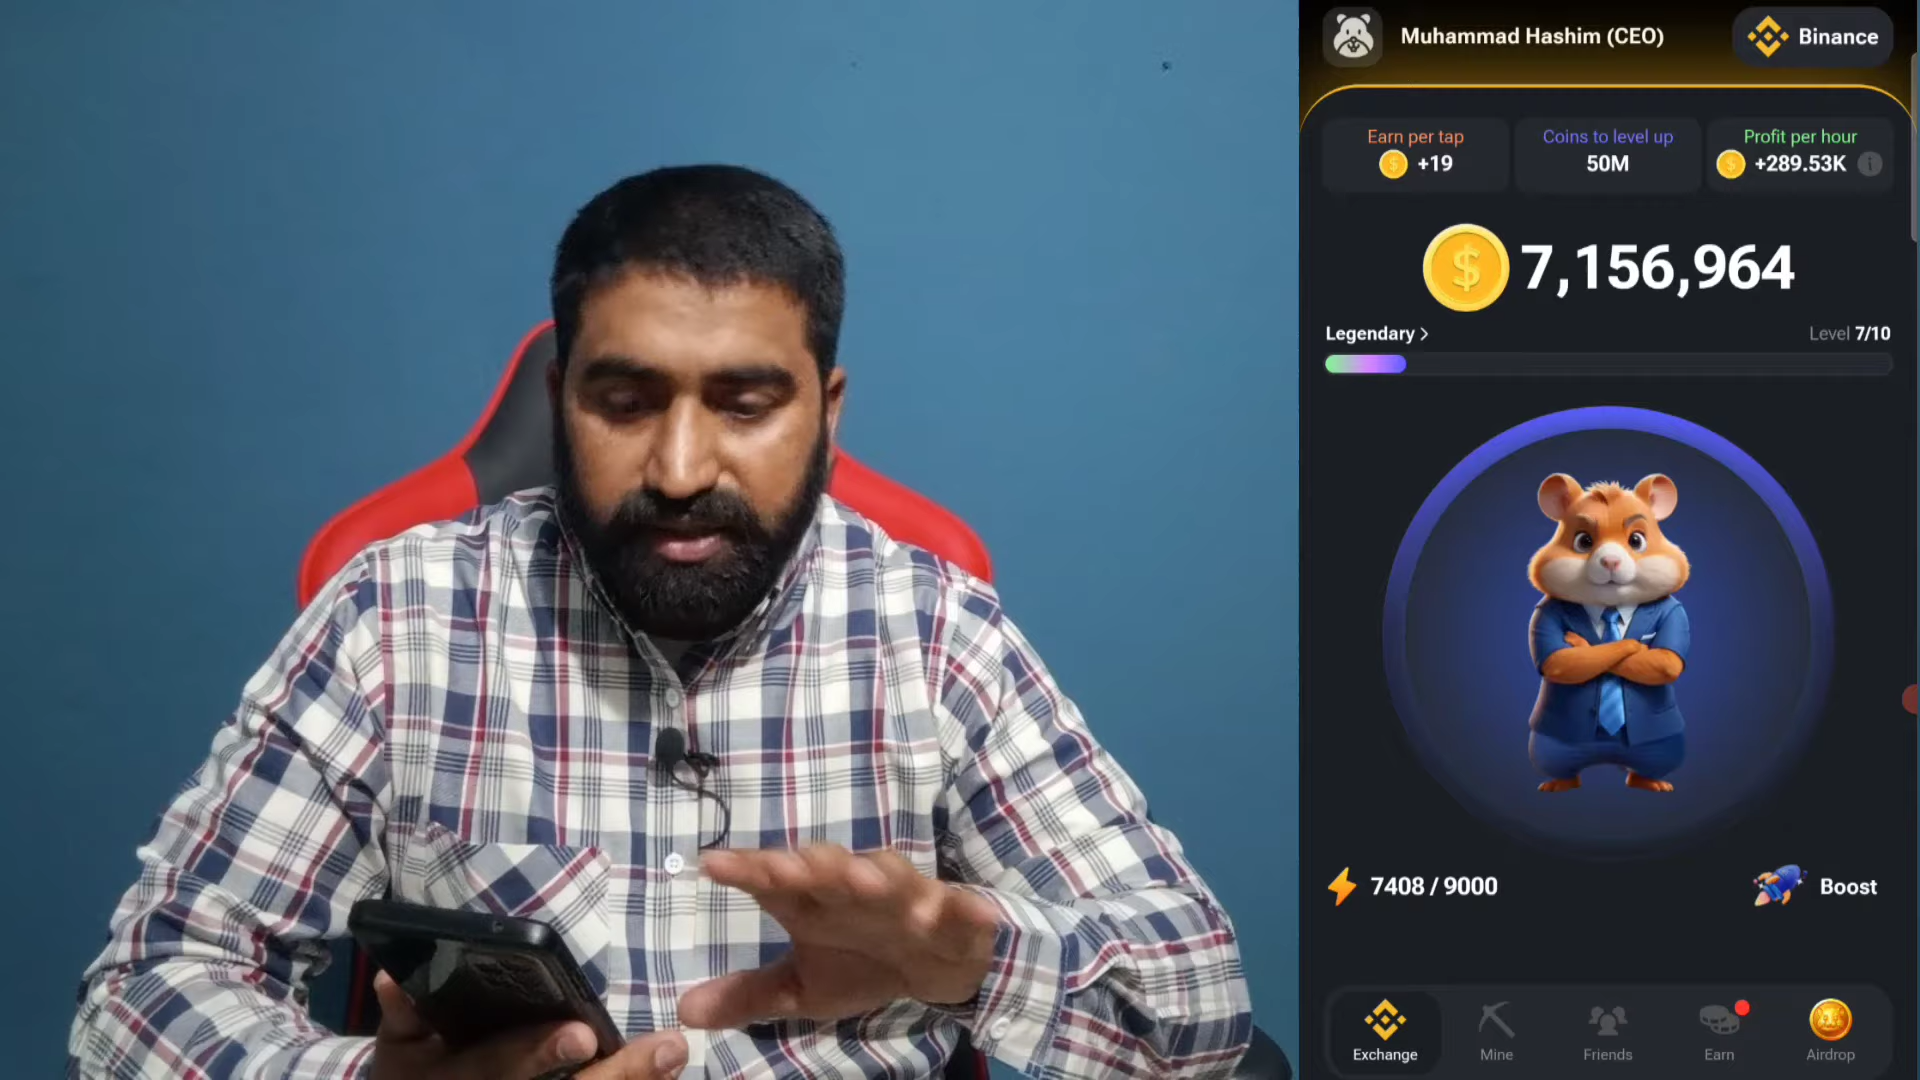 Muhammad Hashim (CEO)
Binance
Earn per tap
+19
Coins to level up
50M
Profit per hour
+289.53K
7,156,964
Legendary >
Level 7/10
7408 / 9000
Boost
Exchange
Mine
Friends
Earn
Airdrop